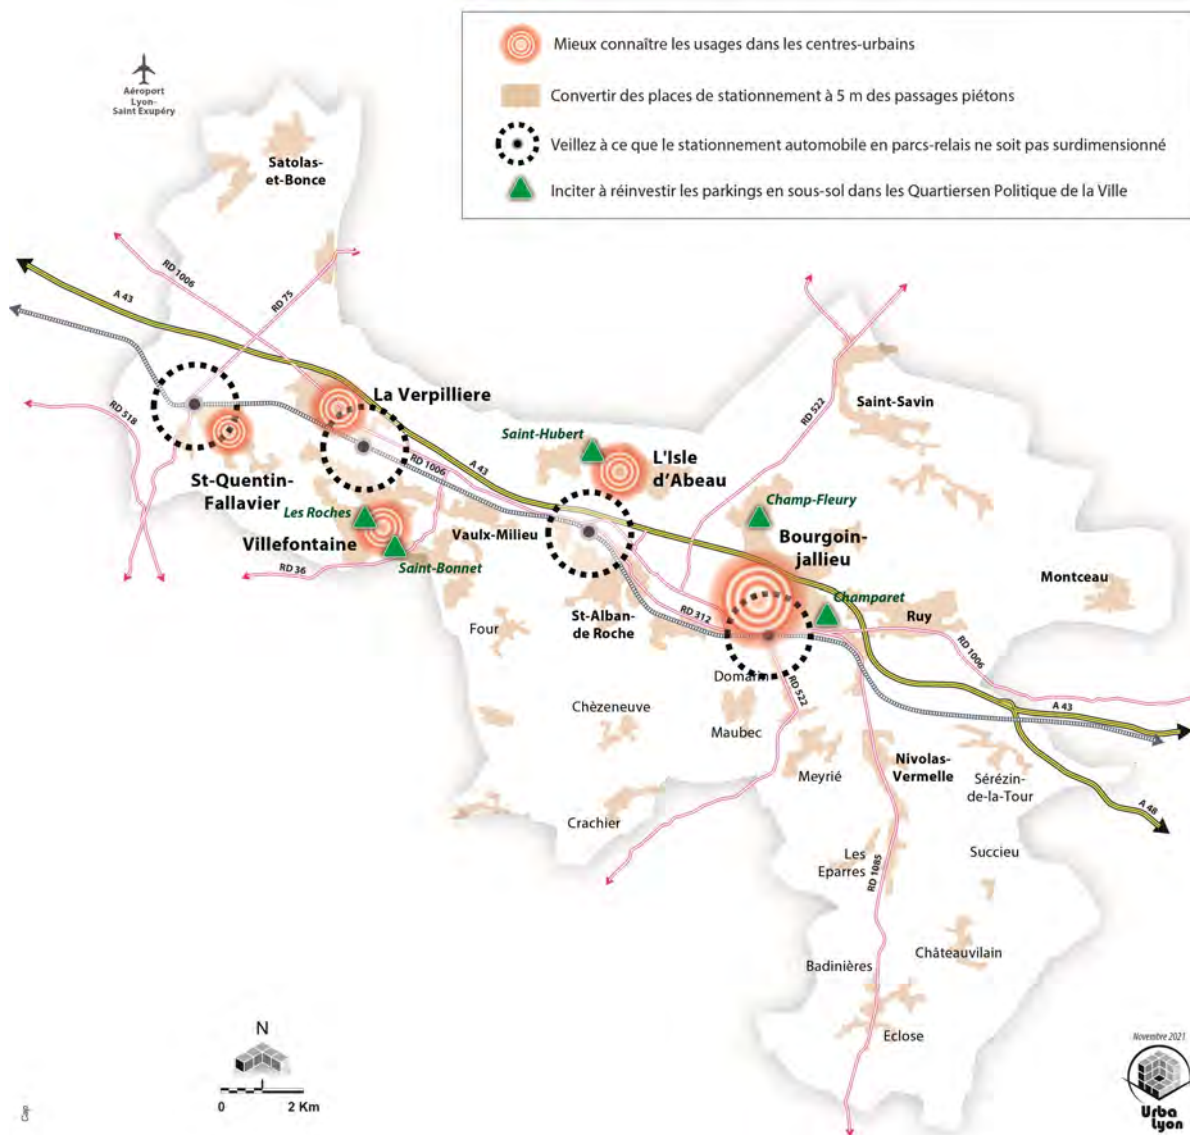 Mieux connaître les usages dans les centres-urbains
Convertir des places de stationnement à 5 m des passages piétons
Veillez à ce que le stationnement automobile en parcs-relais ne soit pas surdimensionné
Inciter à réinvestir les parkings en sous-sol dans les Quartiersen Politique de la Ville
Aéroport
Lyon-
Saint Exupéry
Satolas-
et-Bonce
RD 1006
A 43
RD 75
RD 518
La Verpilliere
St-Quentin-
Fallavier
RD 1006
A 43
Saint-Hubert
L'Isle
d'Abeau
RD 522
Saint-Savin
Les Roches
Villefontaine
Vaulx-Milieu
Saint-Bonnet
RD 36
Champ-Fleury
Bourgoin-
jallieu
Champaret
Montceau
Ruy
Four
St-Alban-
de Roche
RD 312
RD 1006
Domarin
RD 522
Chèzeneuve
Maubec
A 43
Meyrié
Nivolas-
Vermelle
Sérézin-
de-la-Tour
A 48
Crachier
Les
Eparres
RD 1085
Succieu
Châteauvilain
Badinières
Eclose
N
0 2 Km
Cap
Novembre 2021
Urba
Lyon